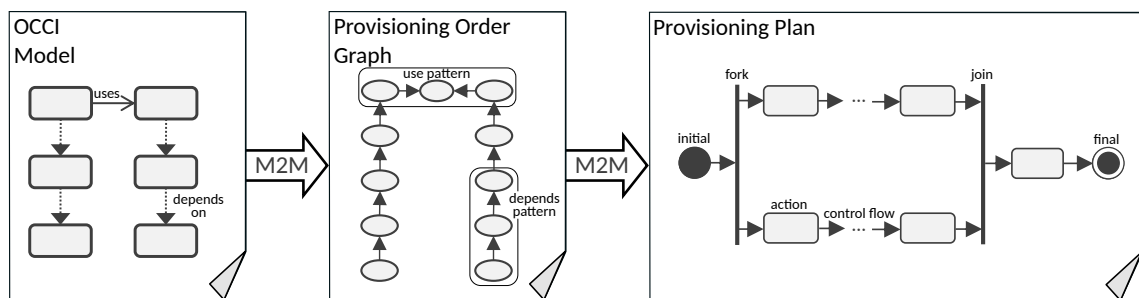 OCCI
Model
uses
depends
on
M2M
Provisioning Order
Graph
use pattern
depends
pattern
M2M
Provisioning Plan
fork
join
initial
...
final
action
control flow
...